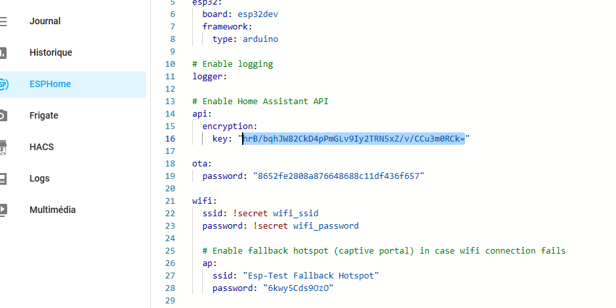 Journal
Historique
ESPHome
Frigate
HACS
Logs
Multimédia
5 esp32:
6 board: esp32dev
7 framework:
8 type: arduino
9
10 # Enable logging
11 logger:
12
13 # Enable Home Assistant API
14 api:
15 encryption:
16 key: "hrB/bqhJW82CkD4pPmGLv9Iy2TRN5xZ/v/CCu3m0RCk="
17
18 ota:
19 password: "8652fe2808a876648688c11df436f657"
20
21 wifi:
22 ssid: !secret wifi_ssid
23 password: !secret wifi_password
24
25 # Enable fallback hotspot (captive portal) in case wifi connection fails
26 ap:
27 ssid: "Esp-Test Fallback Hotspot"
28 password: "6kwy5Cds9OzO"
29